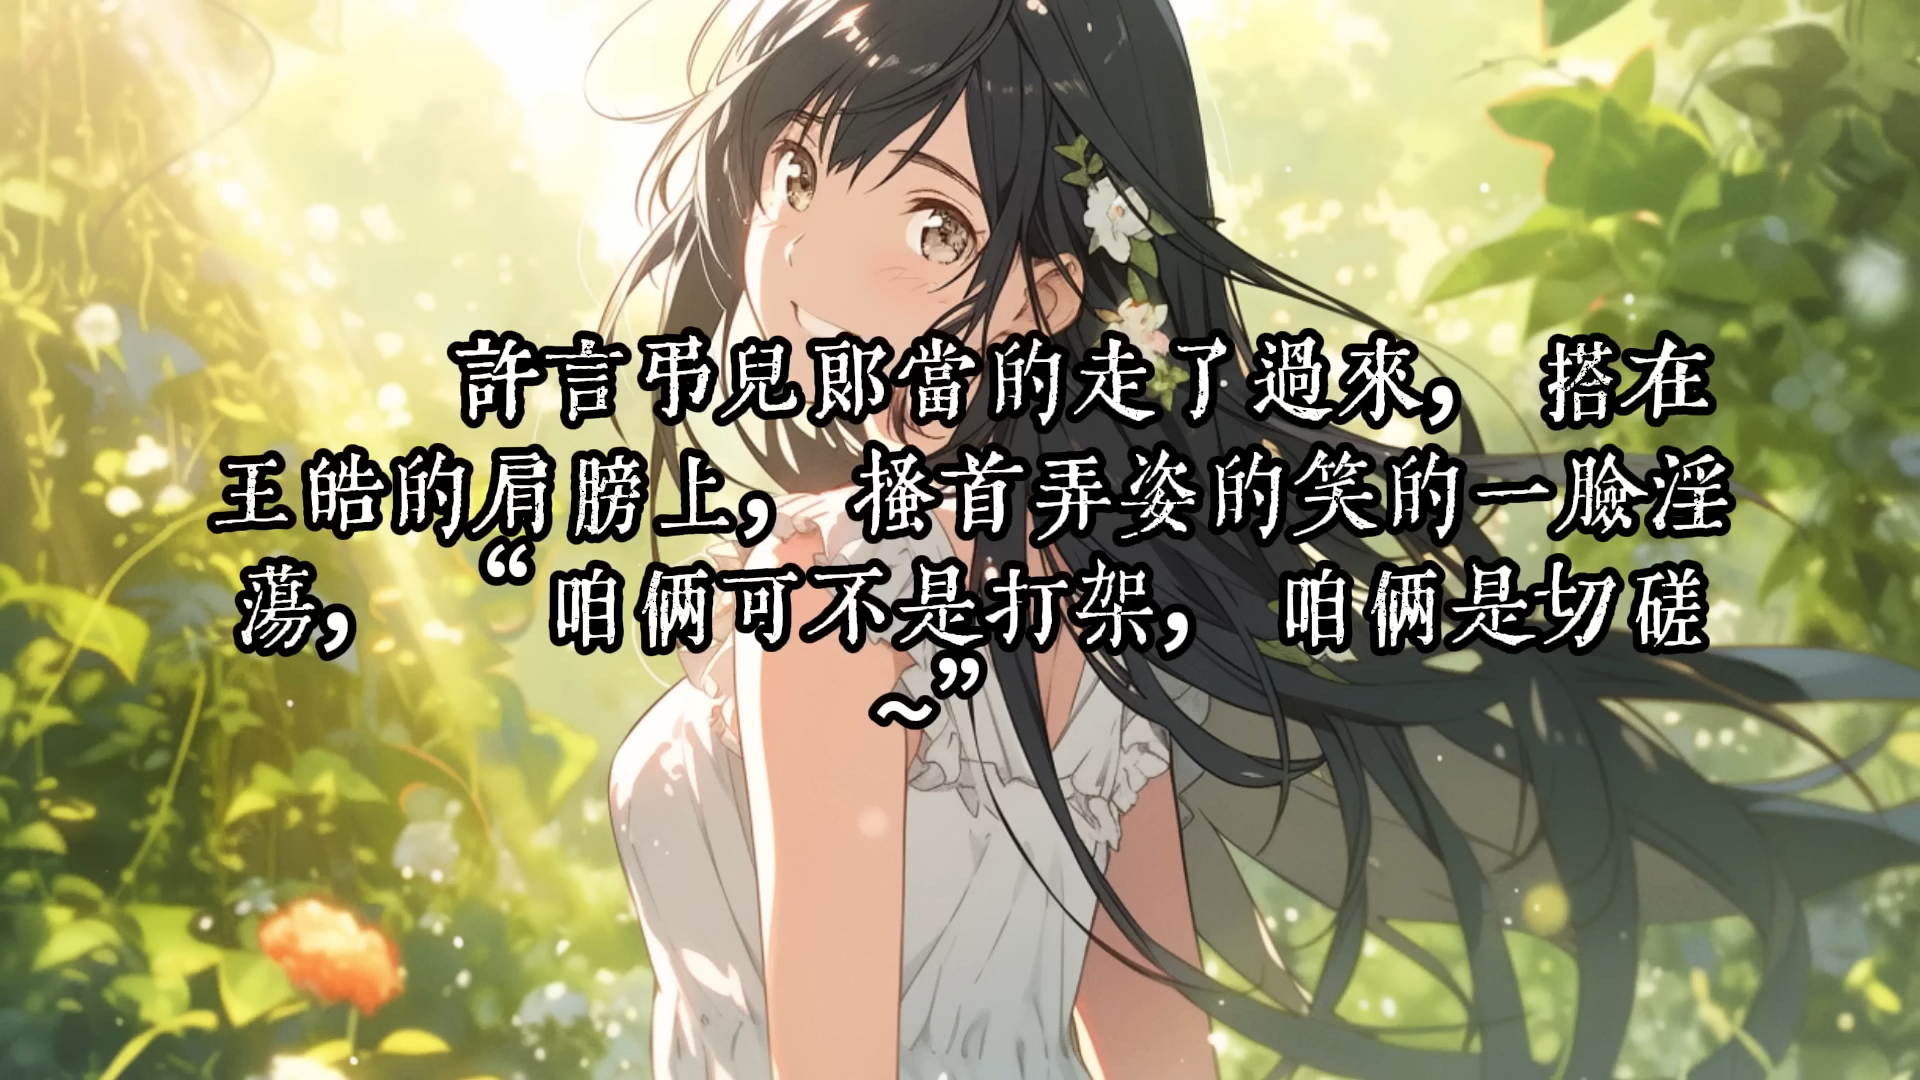 許言弔兒郎當的走了過來, 搭在
王皓的肩膀上, 搔首弄姿的笑的一臉淫
蕩, “咱倆可不是打架, 咱倆是切磋
~”